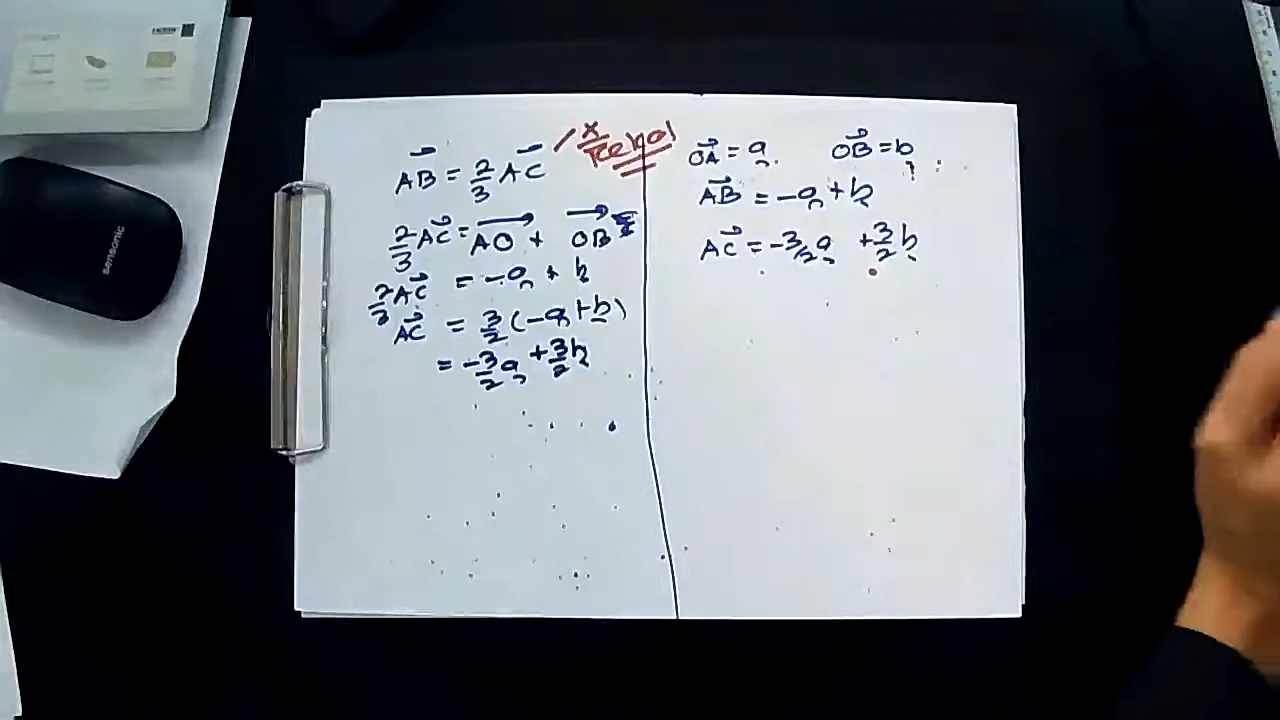 AB⃗ = 2/3 AC⃗
2/3 AC⃗ = AO⃗ + OB⃗
2/3 AC⃗ = -a + b
AC⃗ = 3/2 (-a + b)
= -3/2 a + 3/2 b
OA⃗ = a. OB⃗ = b
AB⃗ = -a + b
AC⃗ = -3/2 a + 3/2 b
sensonic